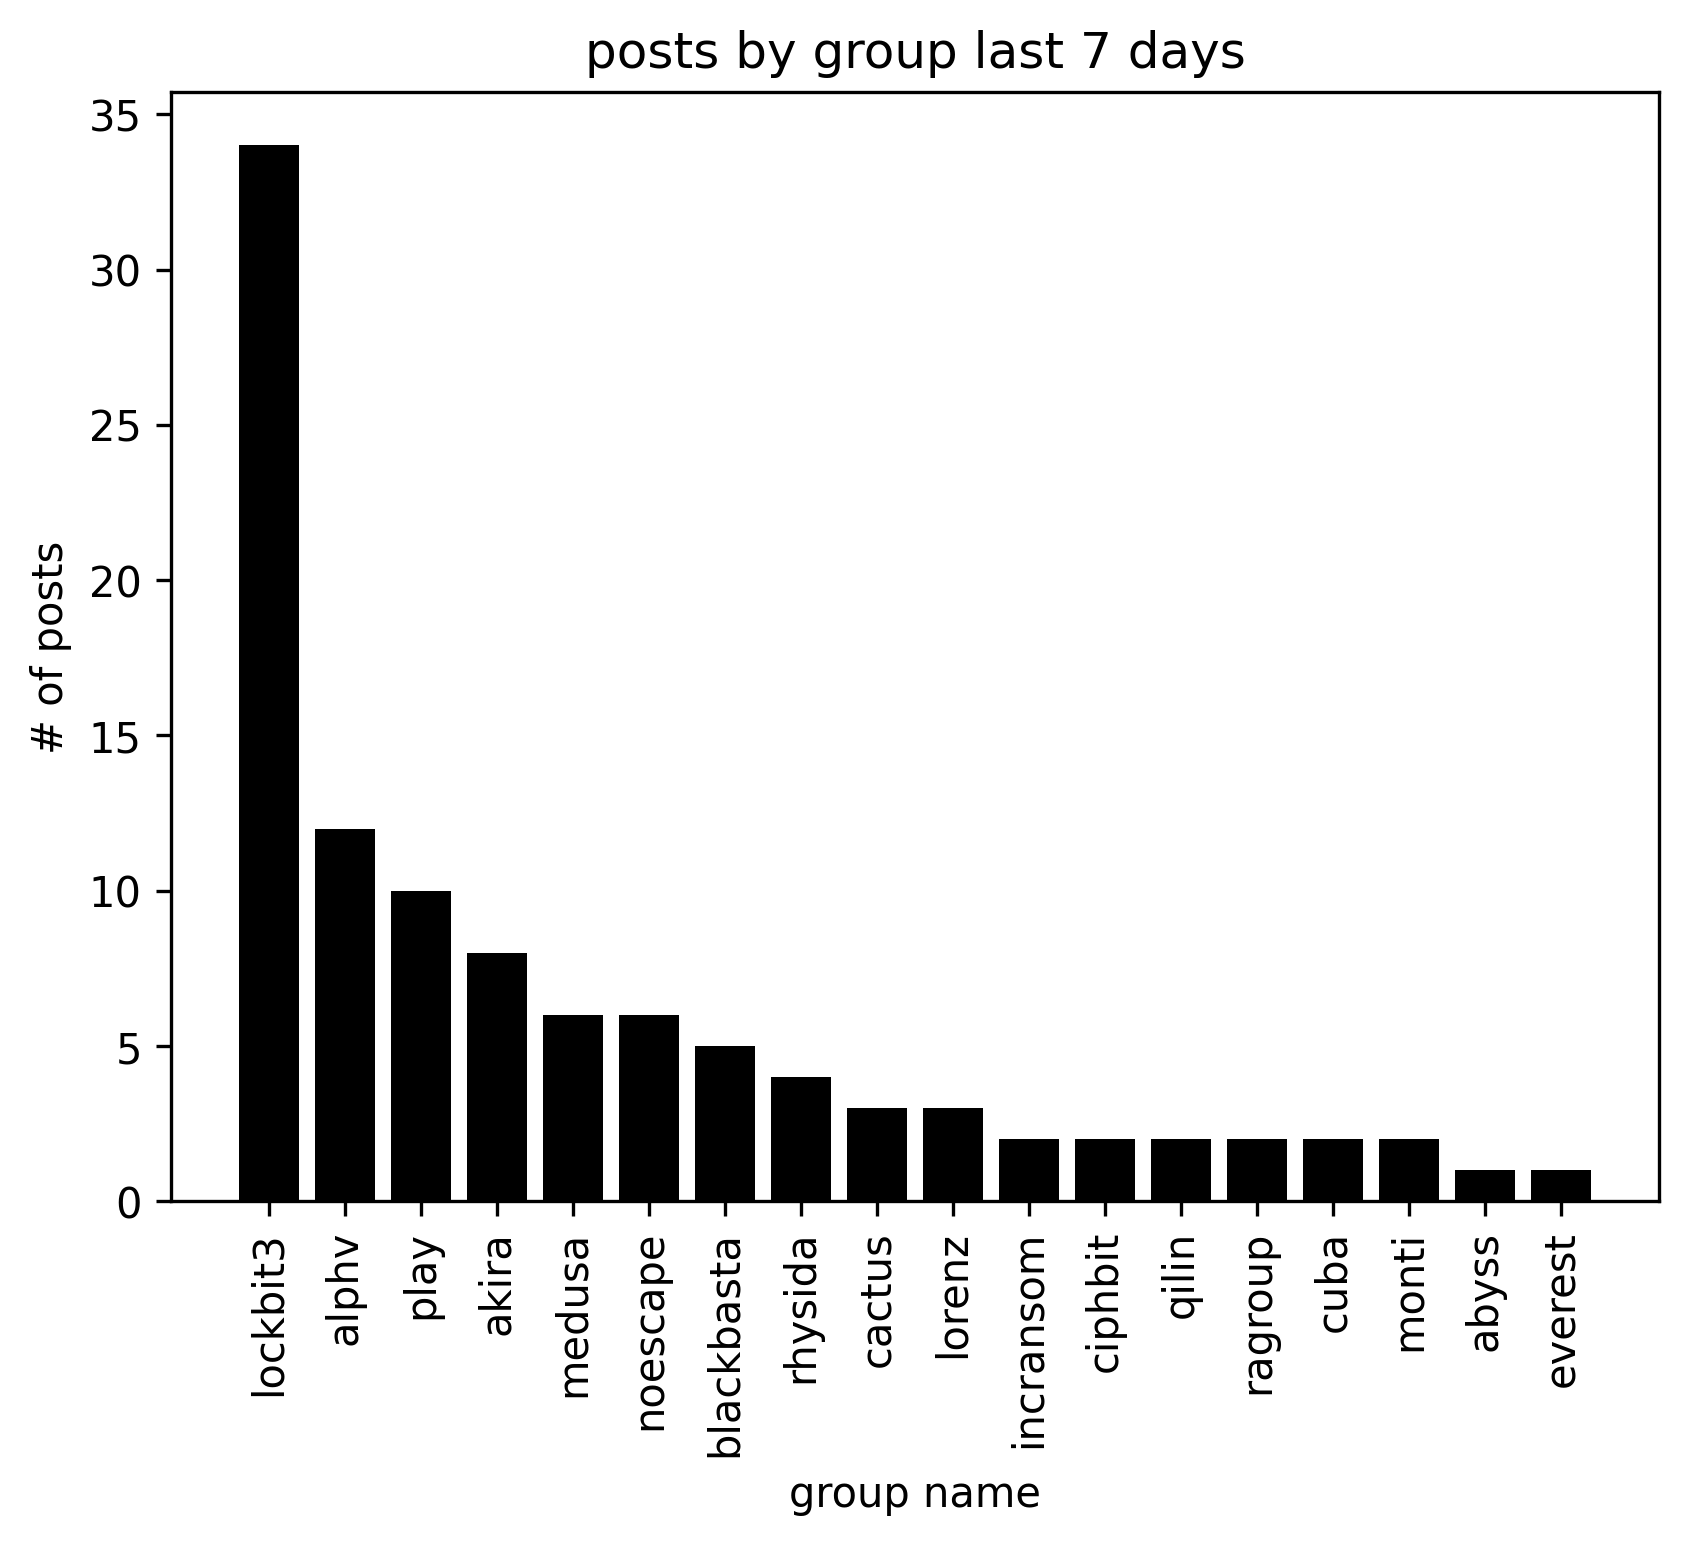 posts by group last 7 days
35
30
25
20
15
10
5
0
# of posts
lockbit3
alphv
play
akira
medusa
noescape
blackbasta
rhysida
cactus
lorenz
incransom
ciphbit
qilin
ragroup
cuba
monti
abyss
everest
group name